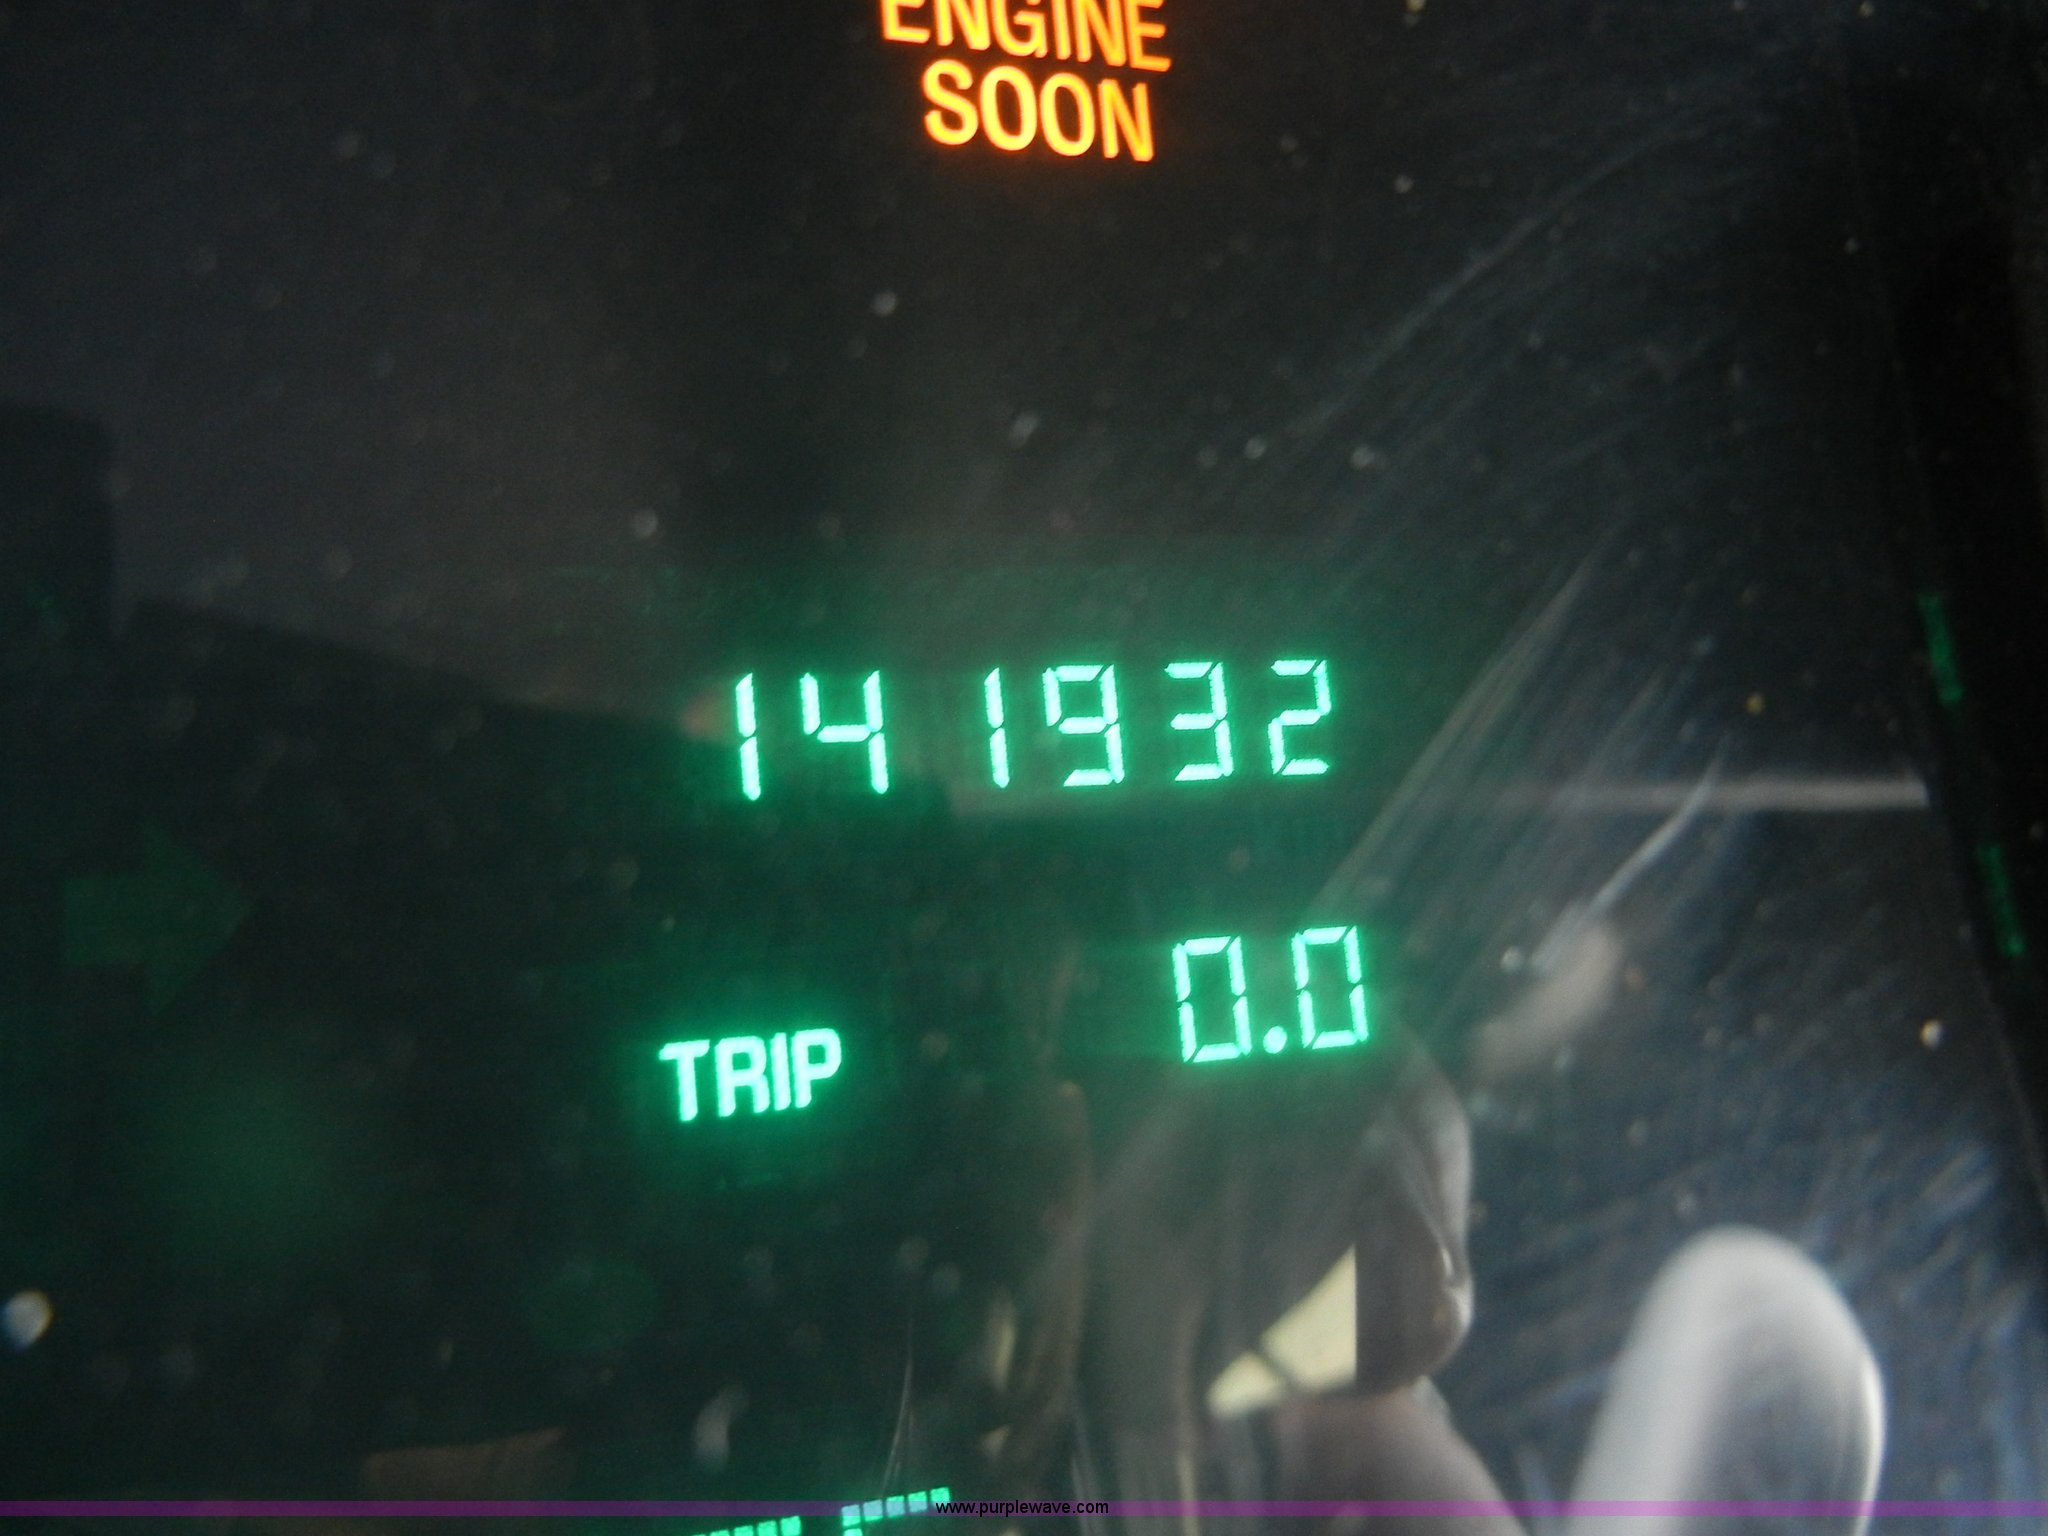 ENGINE
SOON
141932
0.0
TRIP
www.purplewave.com